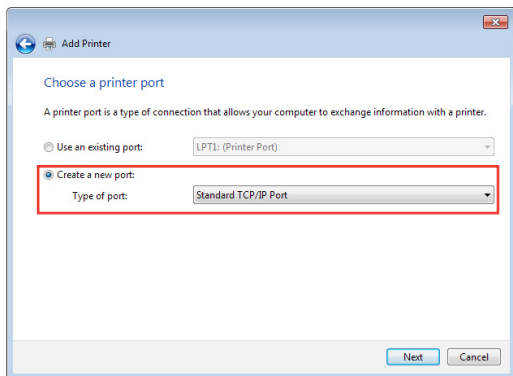 Add Printer
Choose a printer port
A printer port is a type of connection that allows your computer to exchange information with a printer.
Use an existing port: LPT1: (Printer Port)
Create a new port:
Type of port: Standard TCP/IP Port
Next Cancel